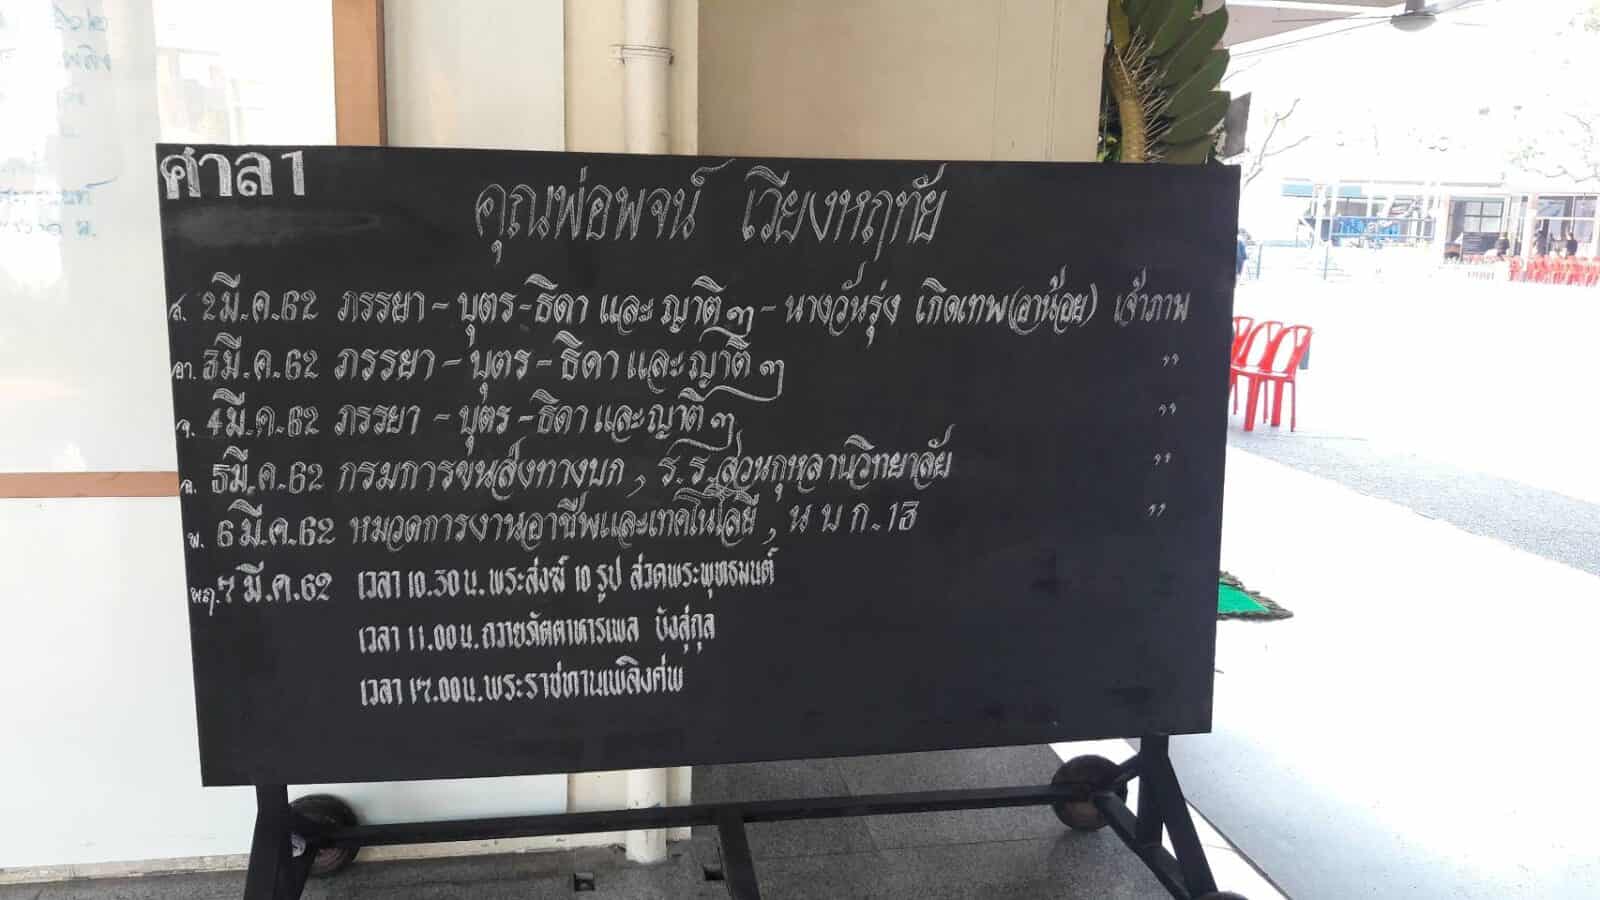 ศาลา 1
คุณพ่อพจน์ เวียงหฤทัย
ส. 2 มี.ค.62 ภรรยา - บุตร - ธิดา และ ญาติ ๆ - นางวันรุ่ง เกิดเทพ(อาน้อย) เจ้าภาพ
อา. 3 มี.ค.62 ภรรยา - บุตร - ธิดา และญาติ ๆ ,,
จ. 4 มี.ค.62 ภรรยา - บุตร - ธิดา และญาติ ๆ ,,
อ. 5 มี.ค.62 กรมการขนส่งทางบก , ร.ร.สวนกุหลาบวิทยาลัย ,,
พ. 6 มี.ค.62 หมวดการงานอาชีพและเทคโนโลยี , น บ ก.13 ,,
พฤ. 7 มี.ค.62 เวลา 10.30 น. พระสงฆ์ 10 รูป สวดพระพุทธมนต์
เวลา 11.00 น. ถวายภัตตาหารเพล บังสุกุล
เวลา 17.00 น. พระราชทานเพลิงศพ